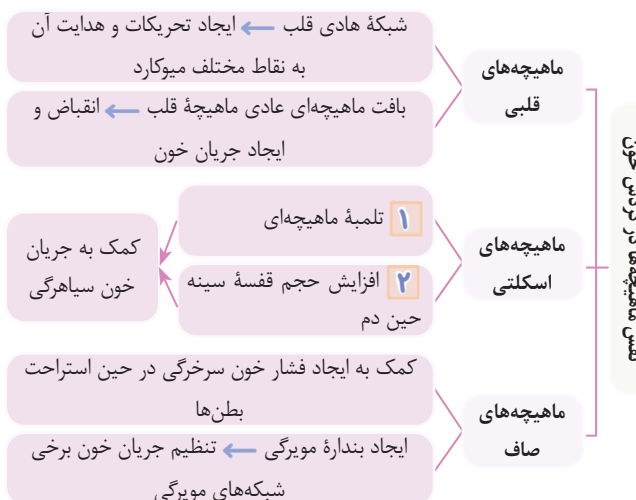 نقش ماهیچه‌ها در گردش خون
ماهیچه‌های
قلبی
شبکهٔ هادی قلب ← ایجاد تحریکات و هدایت آن
به نقاط مختلف میوکارد
بافت ماهیچه‌ای عادی ماهیچهٔ قلب ← انقباض و
ایجاد جریان خون
ماهیچه‌های
اسکلتی
۱ تلمبهٔ ماهیچه‌ای
۲ افزایش حجم قفسهٔ سینه
حین دم
کمک به جریان
خون سیاهرگی
ماهیچه‌های
صاف
کمک به ایجاد فشار خون سرخرگی در حین استراحت
بطن‌ها
ایجاد بندارهٔ مویرگی ← تنظیم جریان خون برخی
شبکه‌های مویرگی